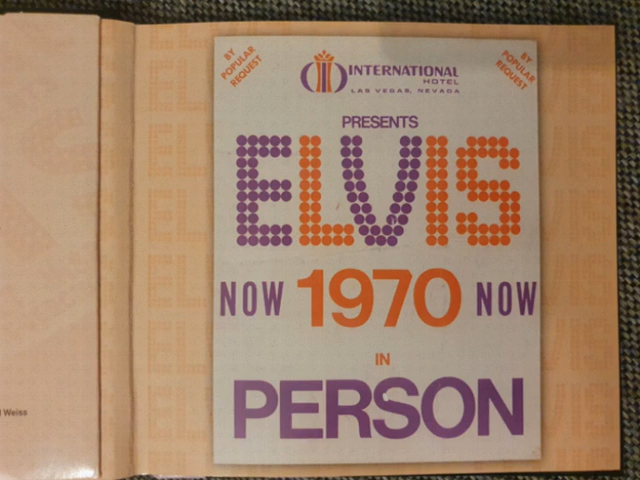 BY
POPULAR
REQUEST
BY
POPULAR
REQUEST
INTERNATIONAL
HOTEL
LAS VEGAS, NEVADA
PRESENTS
ELVIS
NOW 1970 NOW
IN
PERSON
Weiss